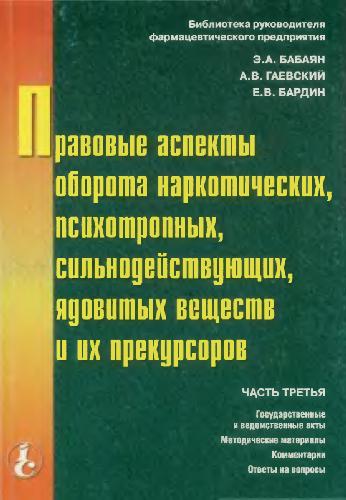 Библиотека руководителя
фармацевтического предприятия
Э.А. БАБАЯН
А.В. ГАЕВСКИЙ
Е.В. БАРДИН
Правовые аспекты
оборота наркотических,
психотропных,
сильнодействующих,
ядовитых веществ
и их прекурсоров
ЧАСТЬ ТРЕТЬЯ
Государственные
и ведомственные акты
Методические материалы
Комментарии
Ответы на вопросы